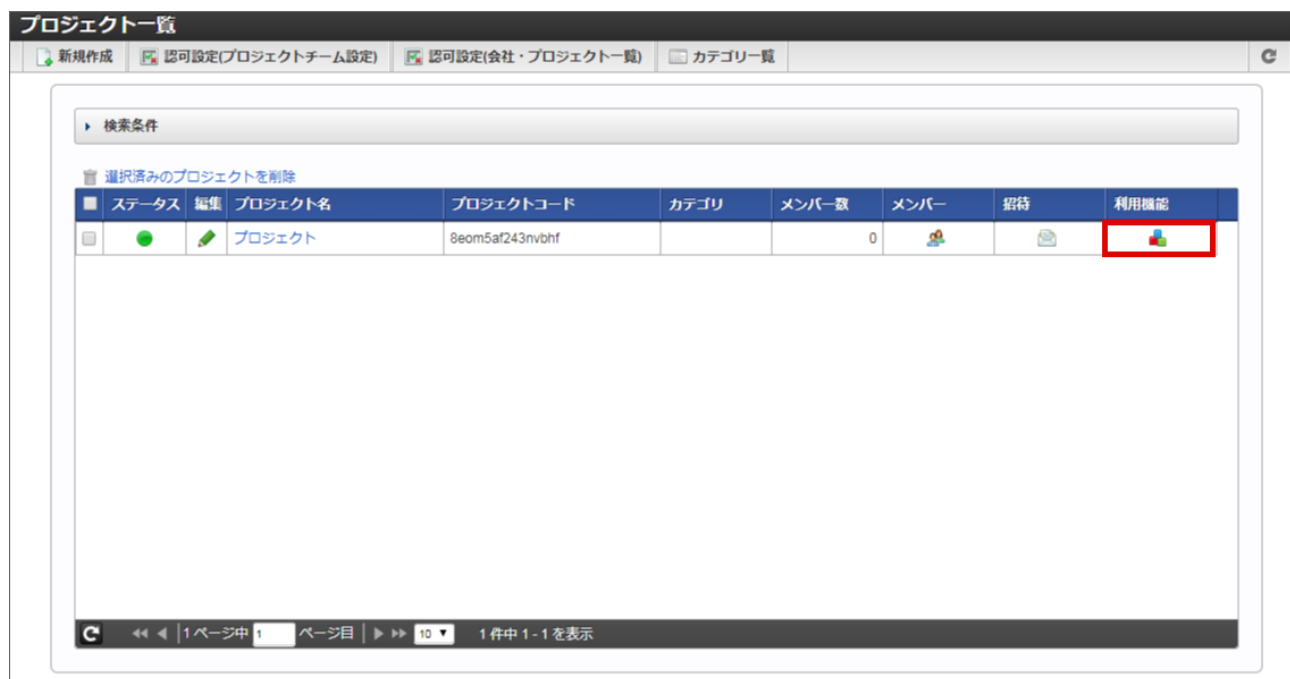 プロジェクト一覧
新規作成 認可設定(プロジェクトチーム設定) 認可設定(会社・プロジェクト一覧) カテゴリ一覧
検索条件
選択済みのプロジェクトを削除
ステータス 編集 プロジェクト名 プロジェクトコード カテゴリ メンバー数 メンバー 招待 利用機能
プロジェクト 8eom5af243nvbhf 0
1 ページ中 1 ページ目 10 1 件中 1 - 1 を表示